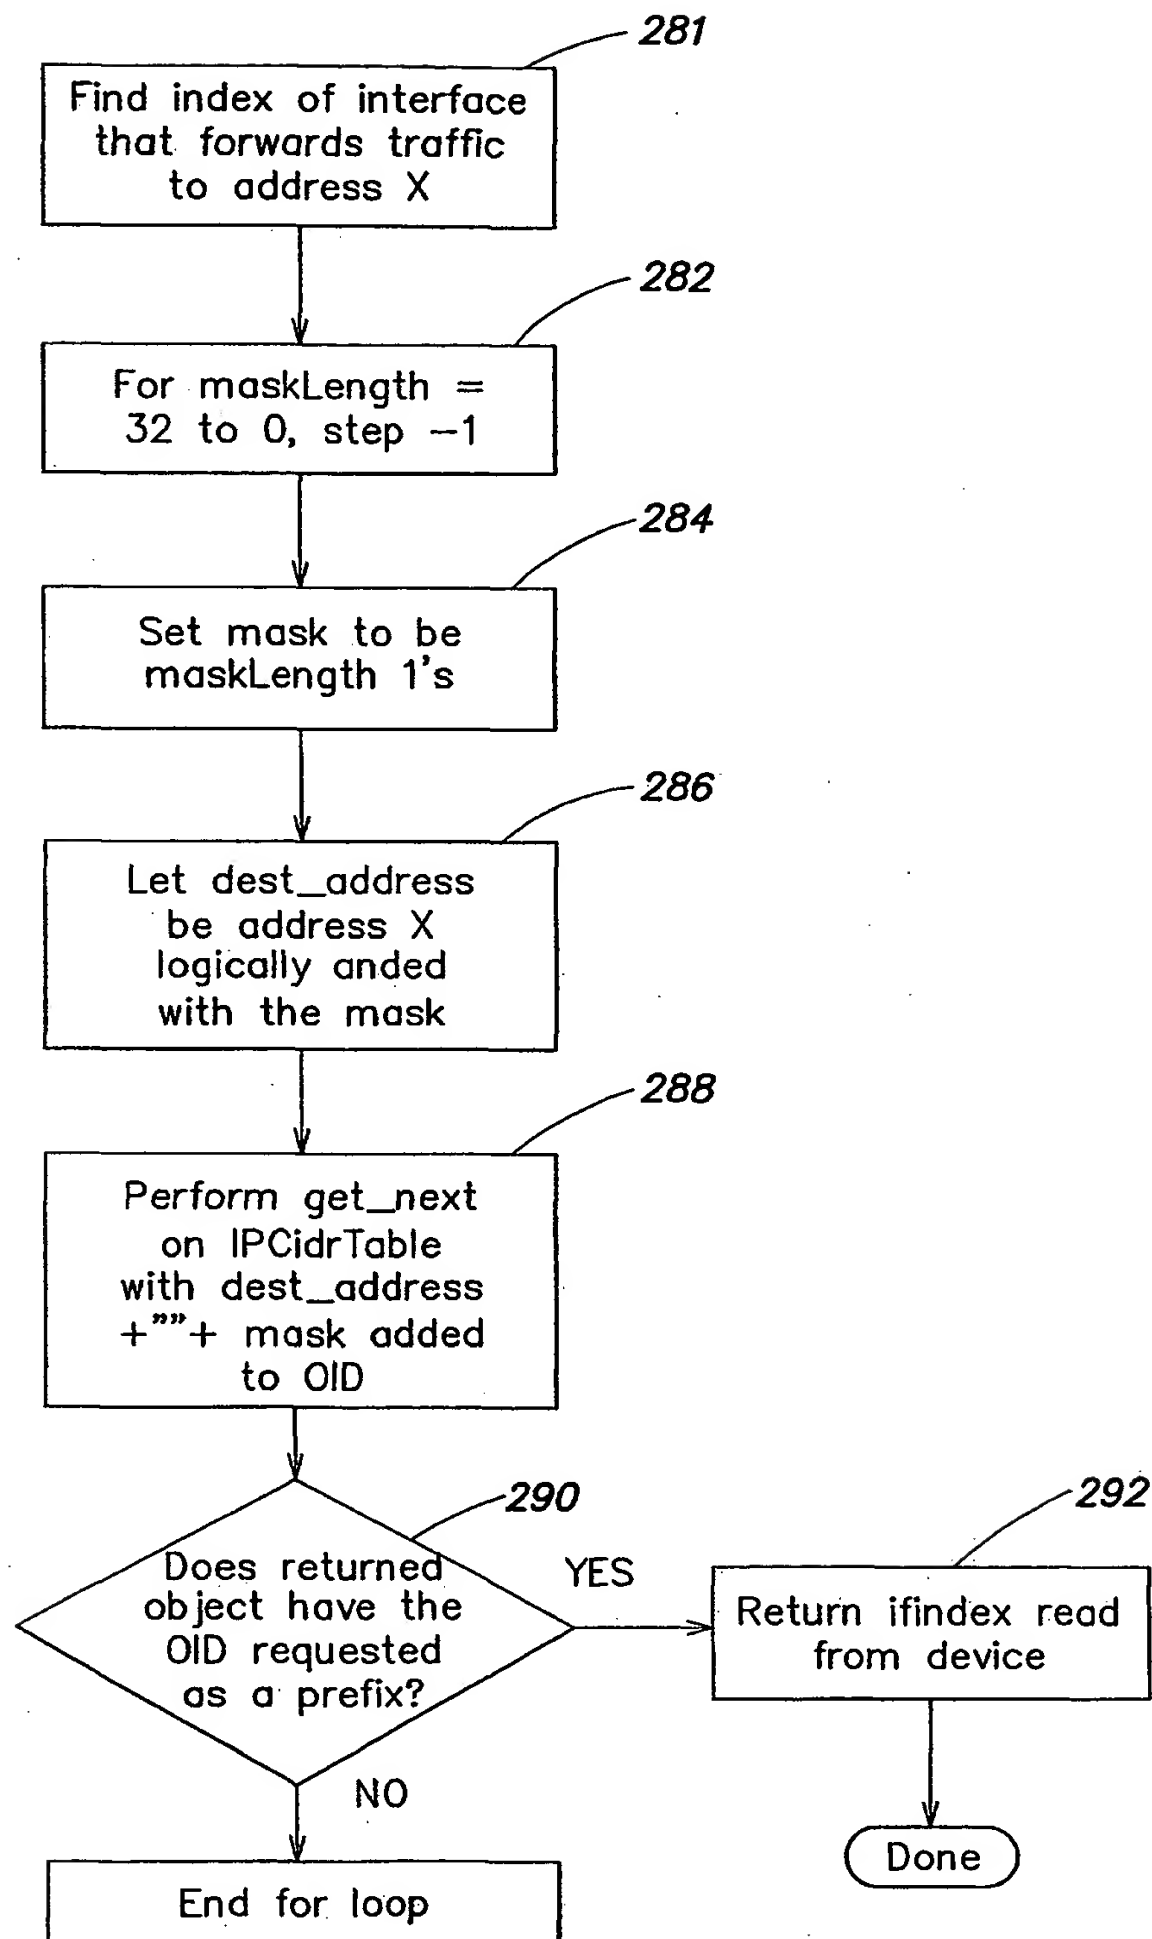 281
Find index of interface
that forwards traffic
to address X
282
For maskLength =
32 to 0, step –1
284
Set mask to be
maskLength 1's
286
Let dest_address
be address X
logically anded
with the mask
288
Perform get_next
on IPCidrTable
with dest_address
+""+ mask added
to OID
290
Does returned
object have the
OID requested
as a prefix?
YES
292
Return ifindex read
from device
NO
Done
End for loop